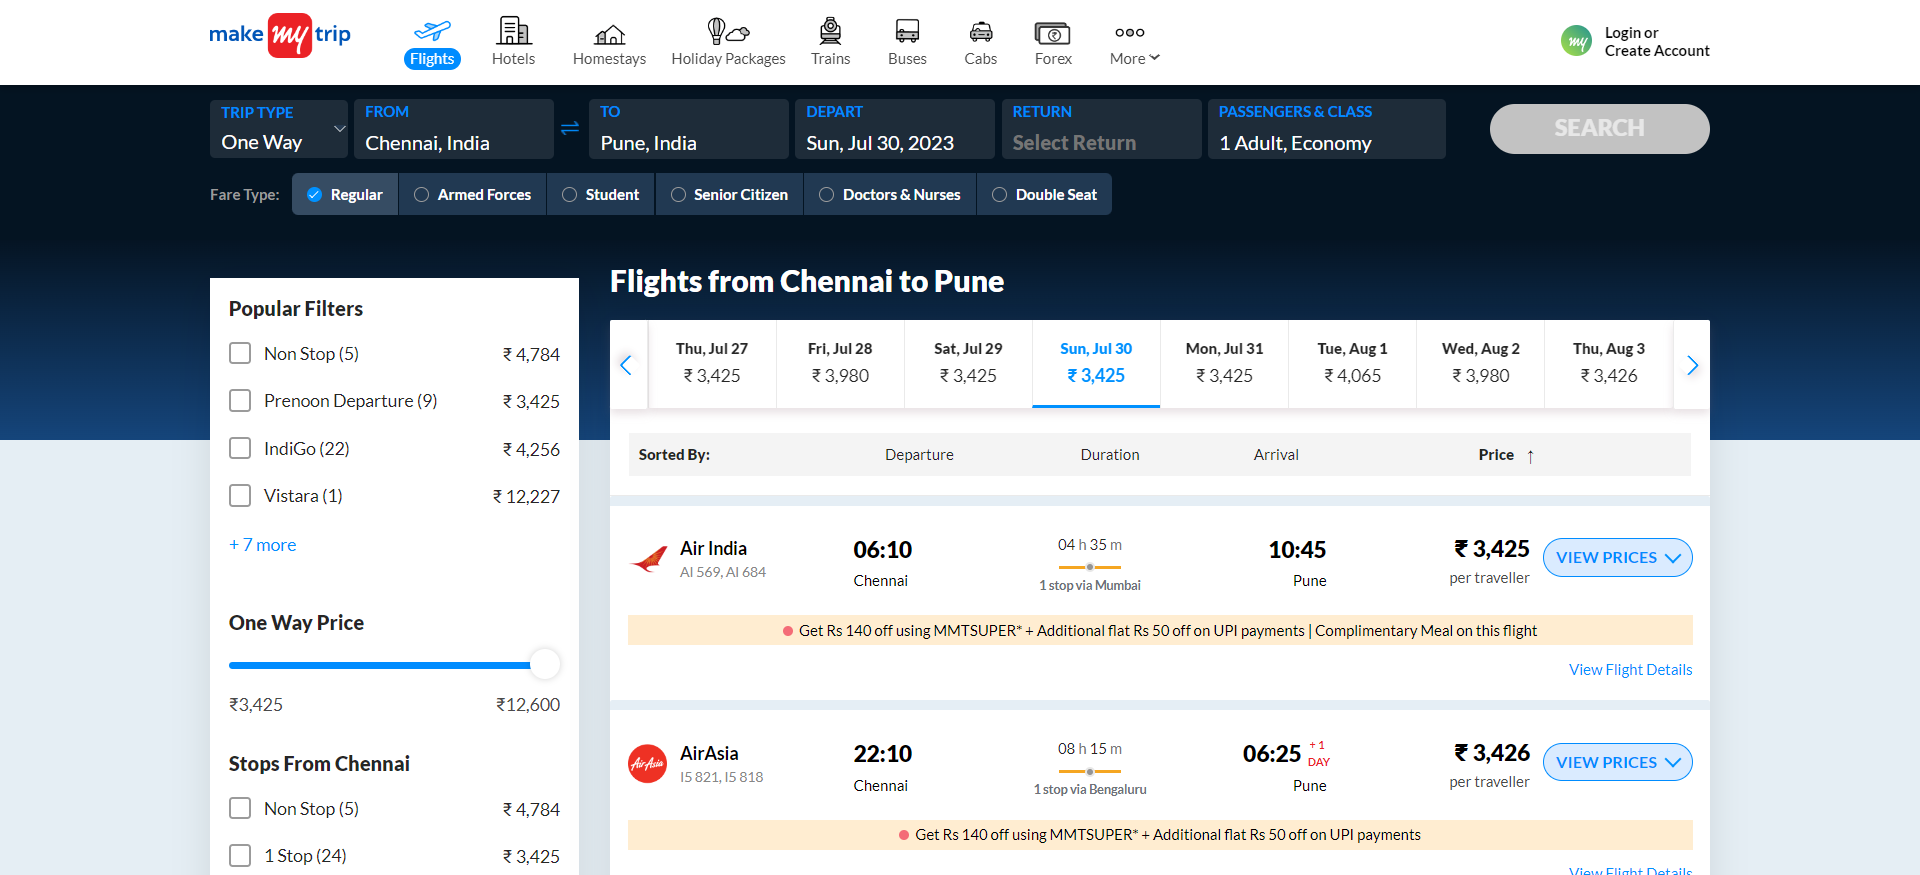 make my trip
Flights
Hotels
Homestays
Holiday Packages
Trains
Buses
Cabs
Forex
More
my
Login or
Create Account
TRIP TYPE
One Way
FROM
Chennai, India
TO
Pune, India
DEPART
Sun, Jul 30, 2023
RETURN
Select Return
PASSENGERS & CLASS
1 Adult, Economy
SEARCH
Fare Type:
Regular
Armed Forces
Student
Senior Citizen
Doctors & Nurses
Double Seat
Popular Filters
Non Stop (5) ₹ 4,784
Prenoon Departure (9) ₹ 3,425
IndiGo (22) ₹ 4,256
Vistara (1) ₹ 12,227
+ 7 more
One Way Price
₹3,425 ₹12,600
Stops From Chennai
Non Stop (5) ₹ 4,784
1 Stop (24) ₹ 3,425
Flights from Chennai to Pune
Thu, Jul 27
₹ 3,425
Fri, Jul 28
₹ 3,980
Sat, Jul 29
₹ 3,425
Sun, Jul 30
₹ 3,425
Mon, Jul 31
₹ 3,425
Tue, Aug 1
₹ 4,065
Wed, Aug 2
₹ 3,980
Thu, Aug 3
₹ 3,426
Sorted By: Departure Duration Arrival Price ↑
Air India
AI 569, AI 684
06:10
Chennai
04 h 35 m
1 stop via Mumbai
10:45
Pune
₹ 3,425
per traveller
VIEW PRICES
Get Rs 140 off using MMTSUPER* + Additional flat Rs 50 off on UPI payments | Complimentary Meal on this flight
View Flight Details
AirAsia
AirAsia
I5 821, I5 818
22:10
Chennai
08 h 15 m
1 stop via Bengaluru
06:25 + 1 DAY
Pune
₹ 3,426
per traveller
VIEW PRICES
Get Rs 140 off using MMTSUPER* + Additional flat Rs 50 off on UPI payments
View Flight Details